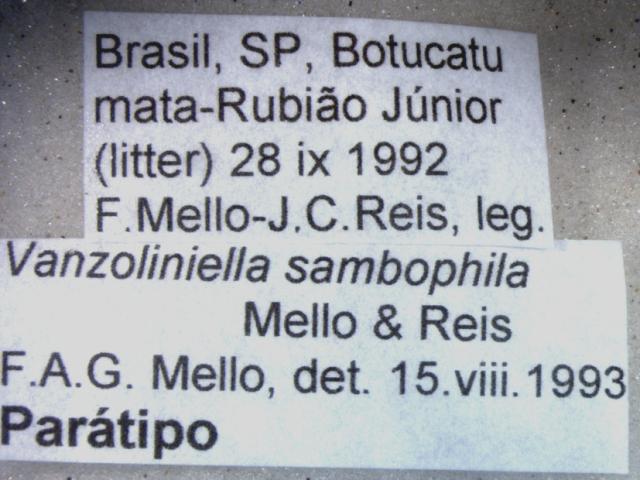 Brasil, SP, Botucatu
mata-Rubião Júnior
(litter) 28 ix 1992
F.Mello-J.C.Reis, leg.
Vanzoliniella sambophila
Mello & Reis
F.A.G. Mello, det. 15.viii.1993
Parátipo